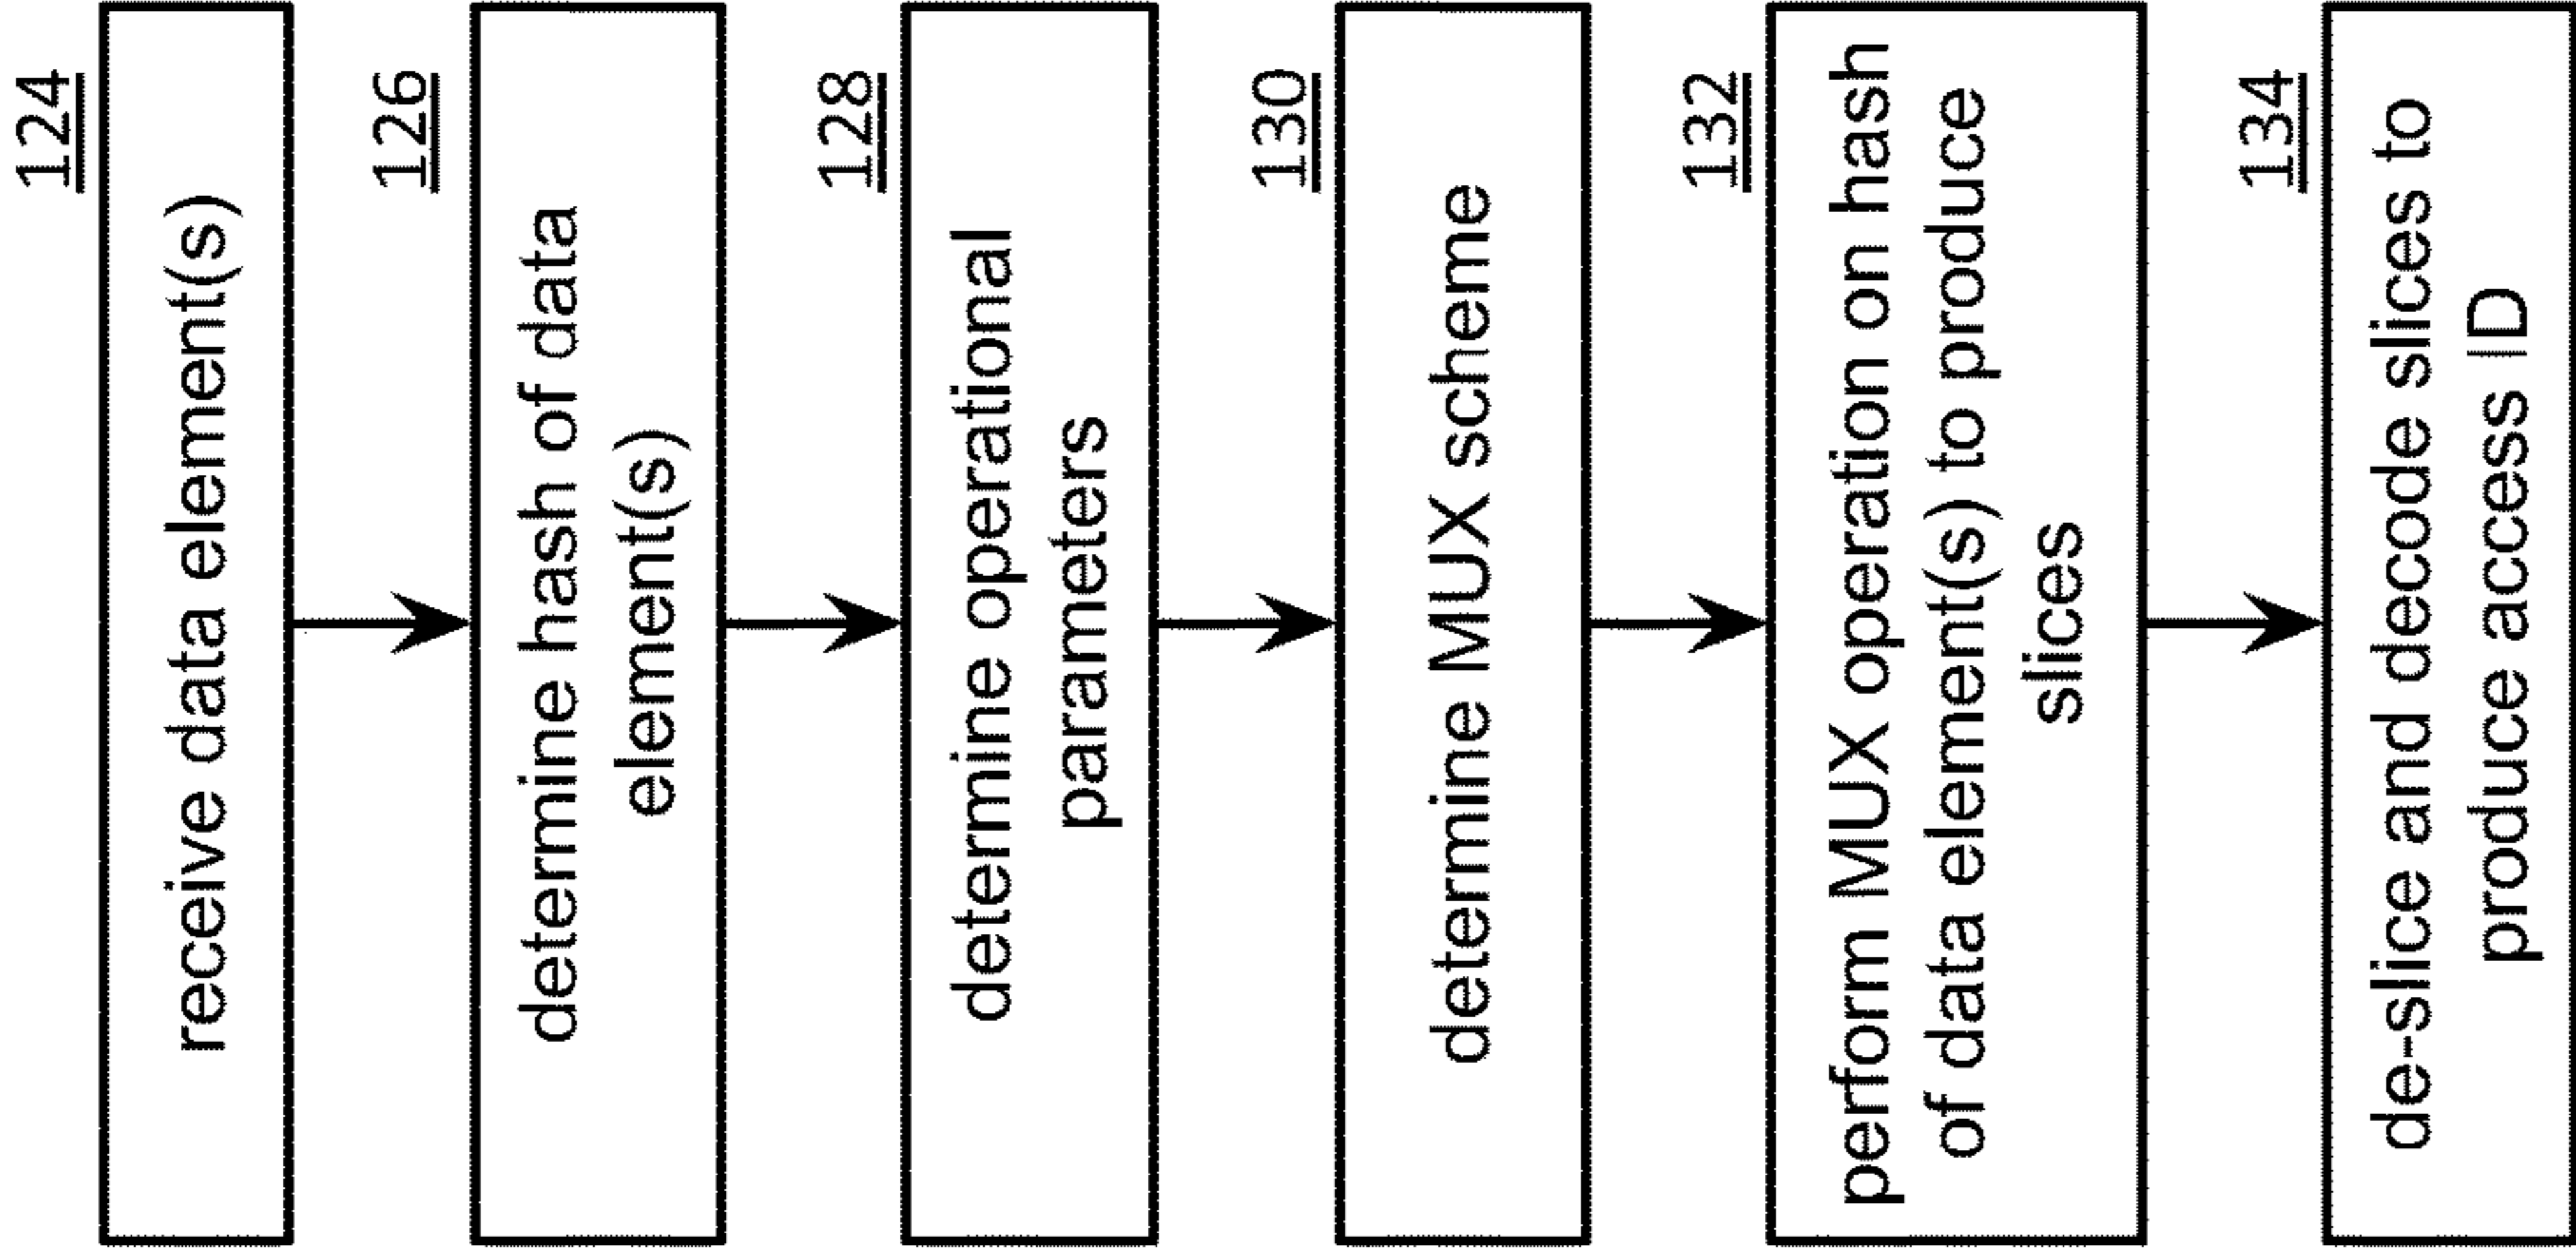 124
receive data element(s)
126
determine hash of data
element(s)
128
determine operational
parameters
130
determine MUX scheme
132
perform MUX operation on hash
of data element(s) to produce
slices
134
de-slice and decode slices to
produce access ID